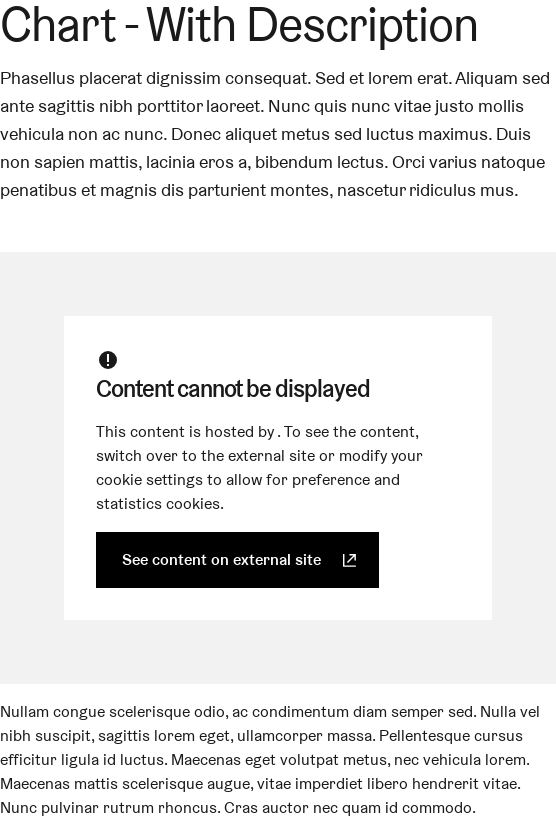 Chart - With Description
Phasellus placerat dignissim consequat. Sed et lorem erat. Aliquam sed
ante sagittis nibh porttitor laoreet. Nunc quis nunc vitae justo mollis
vehicula non ac nunc. Donec aliquet metus sed luctus maximus. Duis
non sapien mattis, lacinia eros a, bibendum lectus. Orci varius natoque
penatibus et magnis dis parturient montes, nascetur ridiculus mus.
Content cannot be displayed
This content is hosted by . To see the content,
switch over to the external site or modify your
cookie settings to allow for preference and
statistics cookies.
See content on external site
Nullam congue scelerisque odio, ac condimentum diam semper sed. Nulla vel
nibh suscipit, sagittis lorem eget, ullamcorper massa. Pellentesque cursus
efficitur ligula id luctus. Maecenas eget volutpat metus, nec vehicula lorem.
Maecenas mattis scelerisque augue, vitae imperdiet libero hendrerit vitae.
Nunc pulvinar rutrum rhoncus. Cras auctor nec quam id commodo.